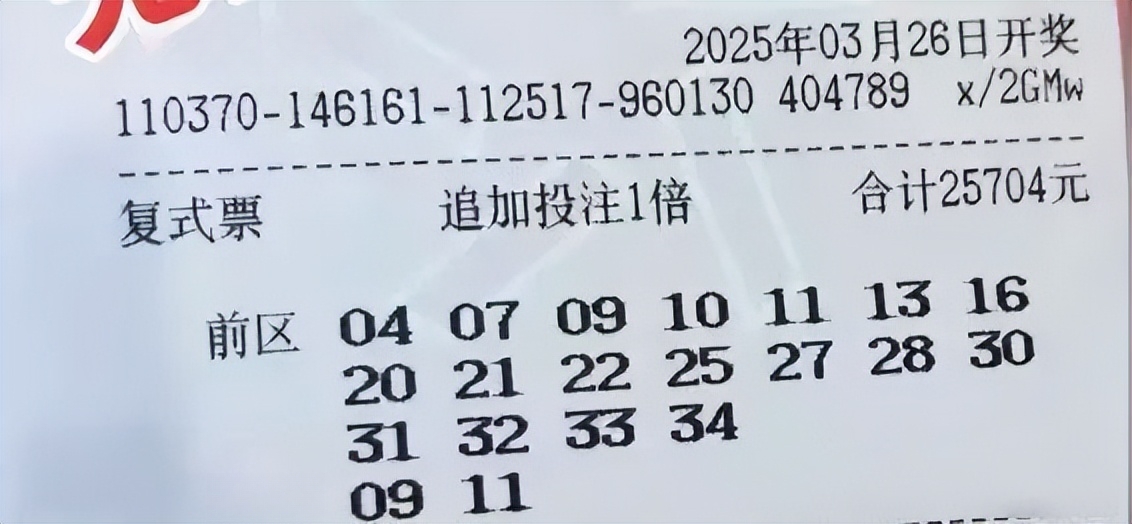 2025年03月26日开奖
110370-146161-112517-960130 404789 x/2GMw
复式票 追加投注1倍 合计25704元
前区 04 07 09 10 11 13 16
20 21 22 25 27 28 30
31 32 33 34
09 11